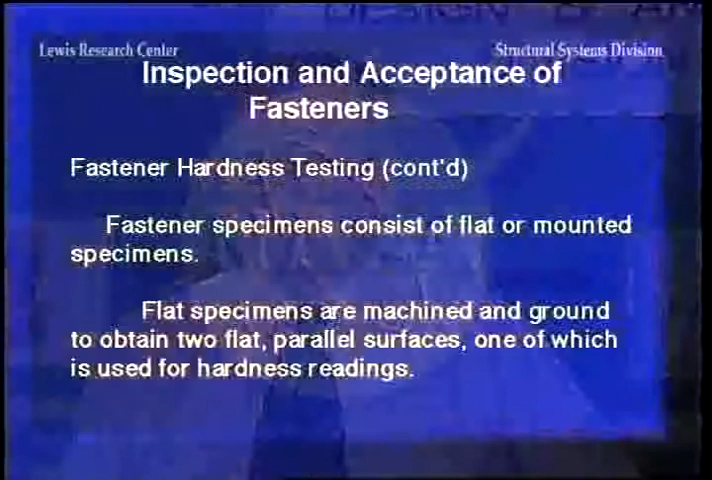 Lewis Research Center
Structural Systems Division
Inspection and Acceptance of
Fasteners
Fastener Hardness Testing (cont'd)
Fastener specimens consist of flat or mounted
specimens.
Flat specimens are machined and ground
to obtain two flat, parallel surfaces, one of which
is used for hardness readings.